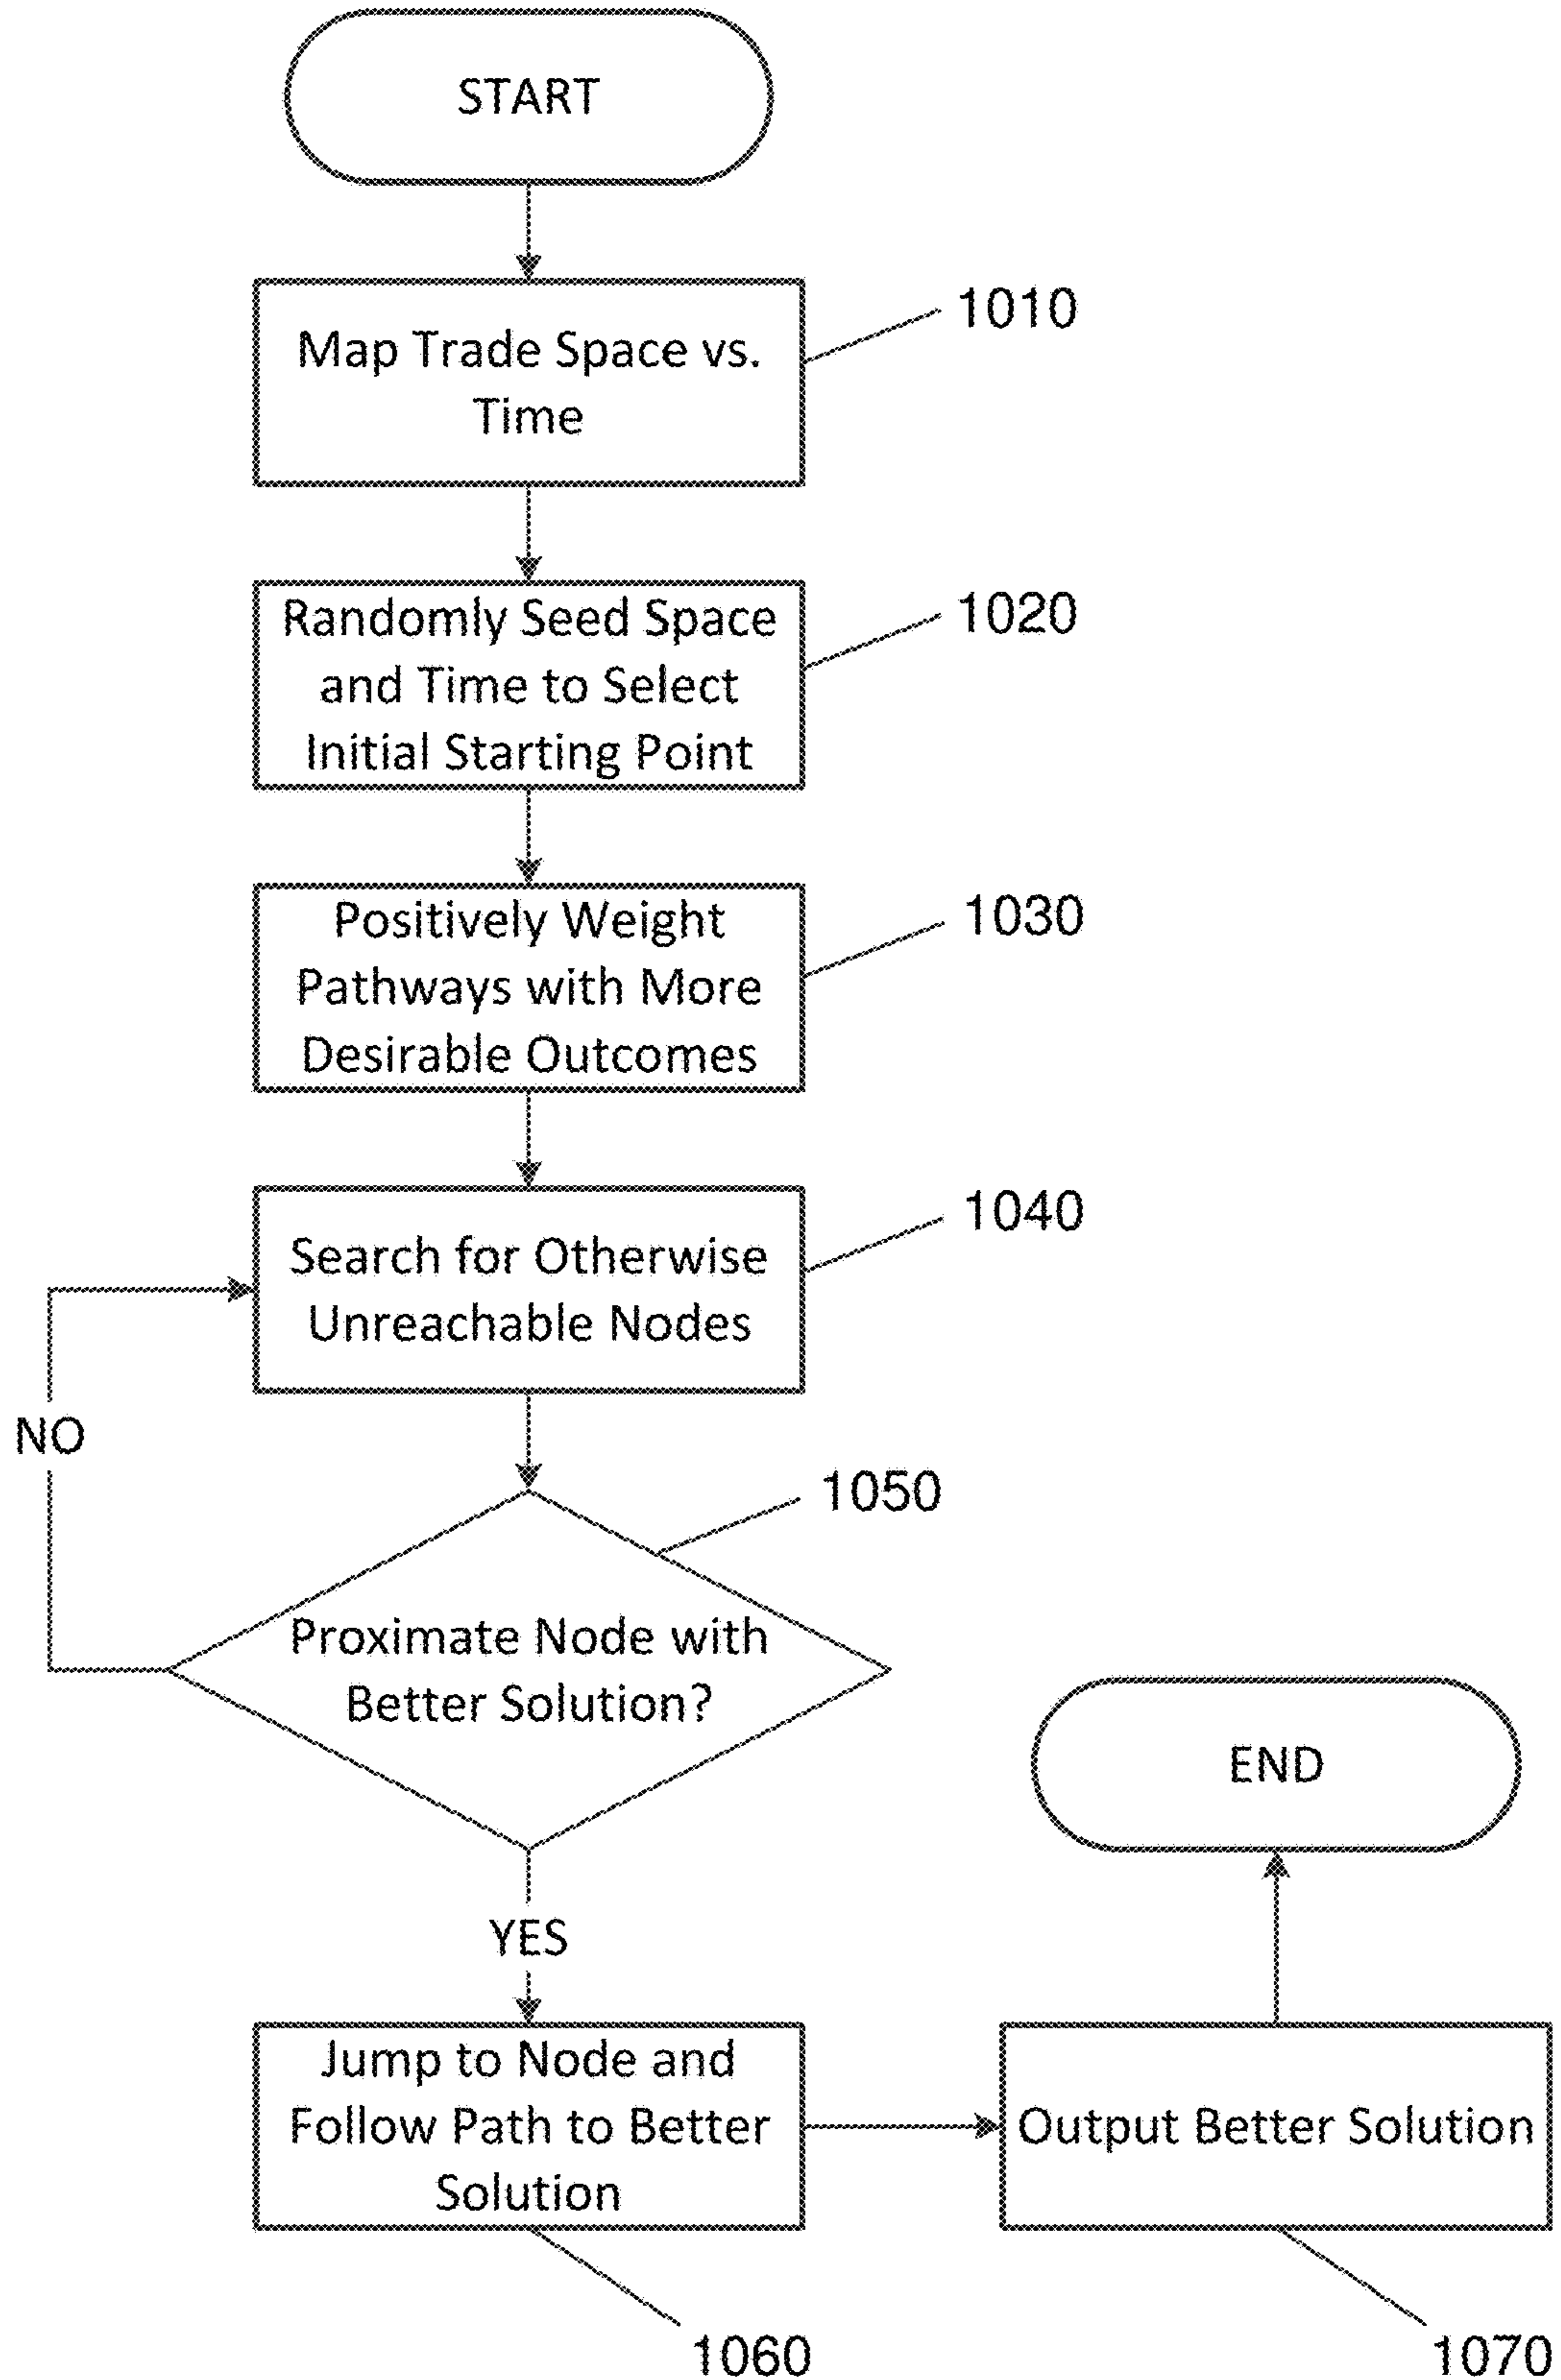 START
Map Trade Space vs.
Time
1010
Randomly Seed Space
and Time to Select
Initial Starting Point
1020
Positively Weight
Pathways with More
Desirable Outcomes
1030
Search for Otherwise
Unreachable Nodes
1040
NO
1050
Proximate Node with
Better Solution?
YES
Jump to Node and
Follow Path to Better
Solution
1060
Output Better Solution
1070
END